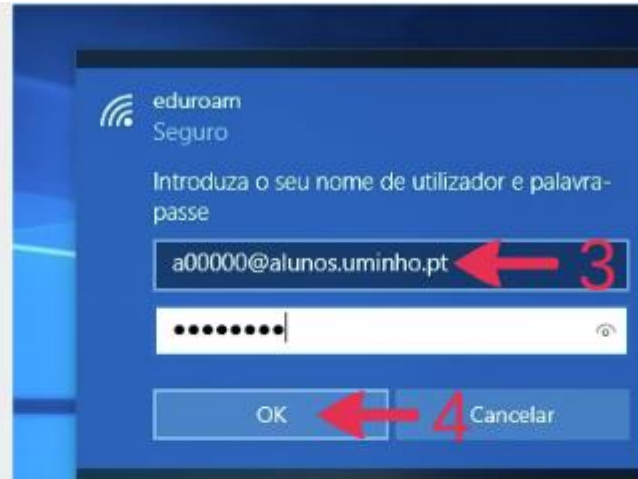 eduroam
Seguro
Introduza o seu nome de utilizador e palavra-
passe
a00000@alunos.uminho.pt 3
●●●●●●●●
OK 4 Cancelar